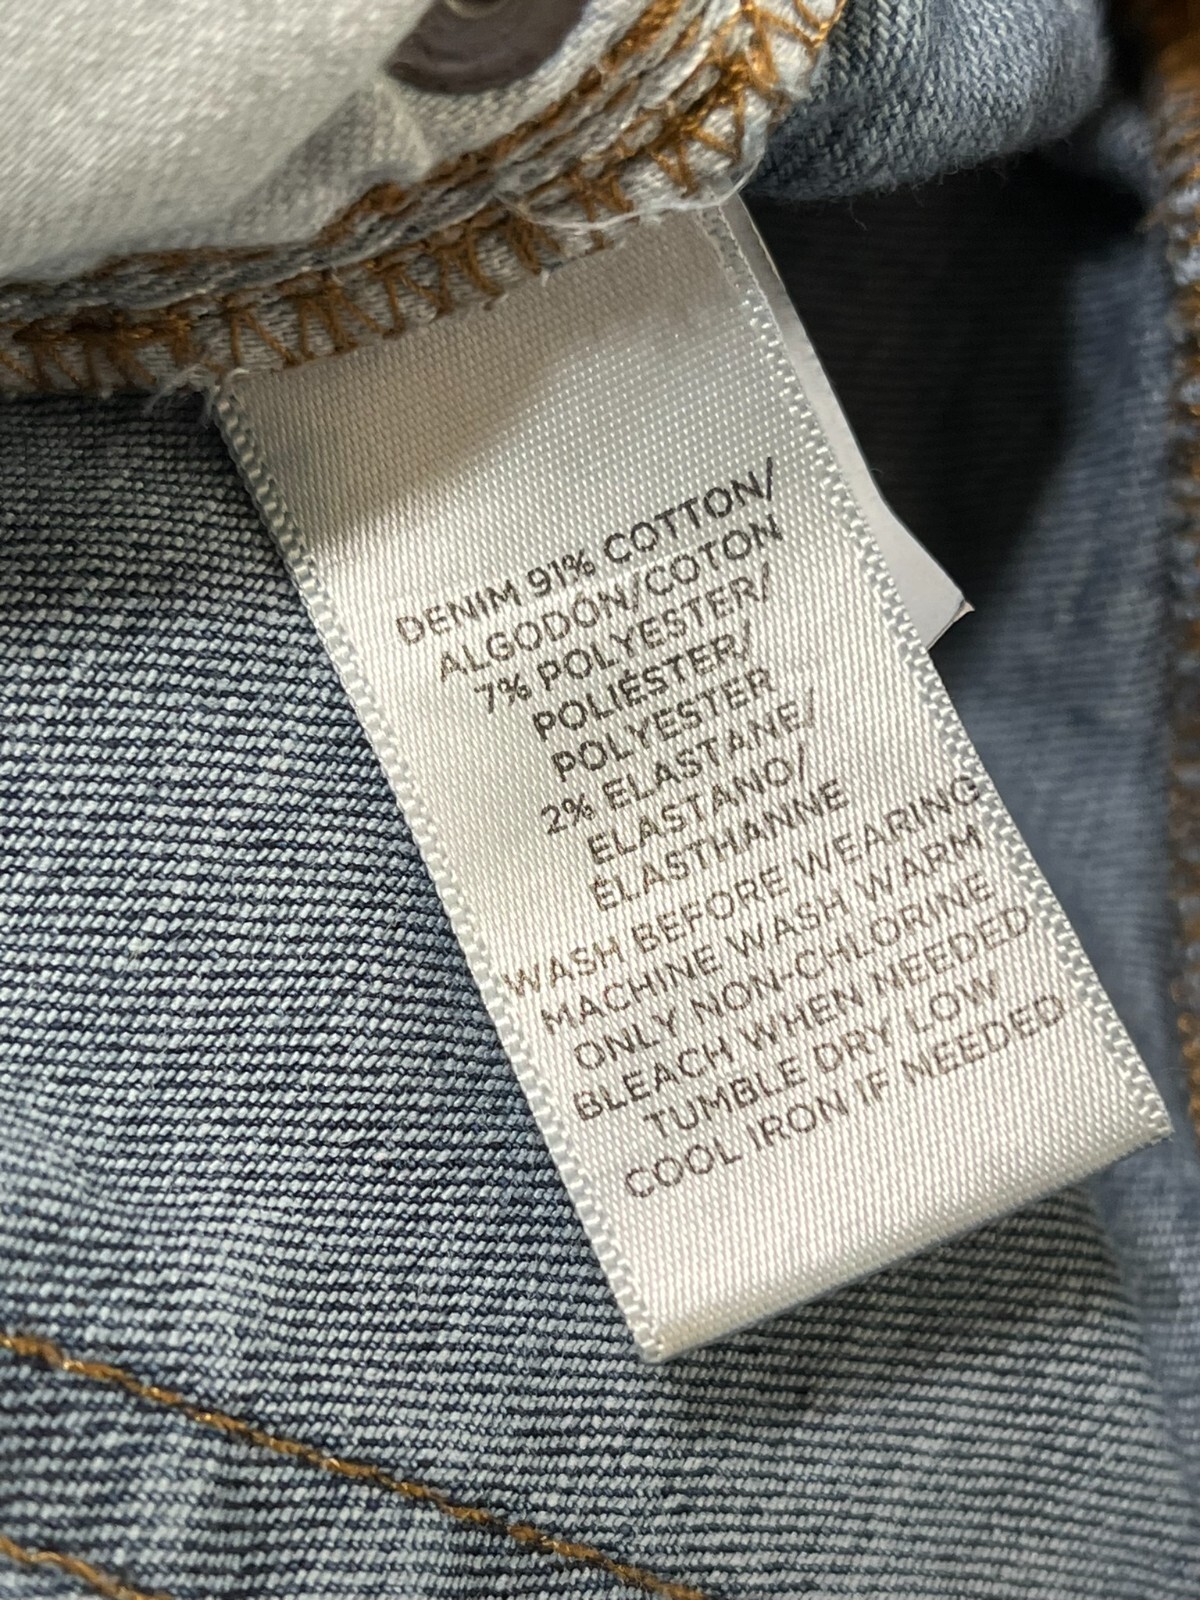 DENIM 91% COTTON/
ALGODÓN/COTON
7% POLYESTER/
POLIÉSTER/
POLYESTER
2% ELASTANE/
ELASTANO/
ÉLASTHANNE
WASH BEFORE WEARING
MACHINE WASH WARM
ONLY NON-CHLORINE
BLEACH WHEN NEEDED
TUMBLE DRY LOW
COOL IRON IF NEEDED